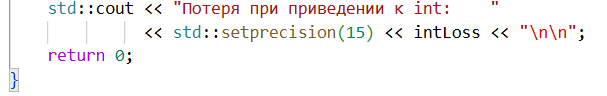 std::cout << "Потеря при приведении к int:    "
<< std::setprecision(15) << intLoss << "\n\n";
return 0;
}